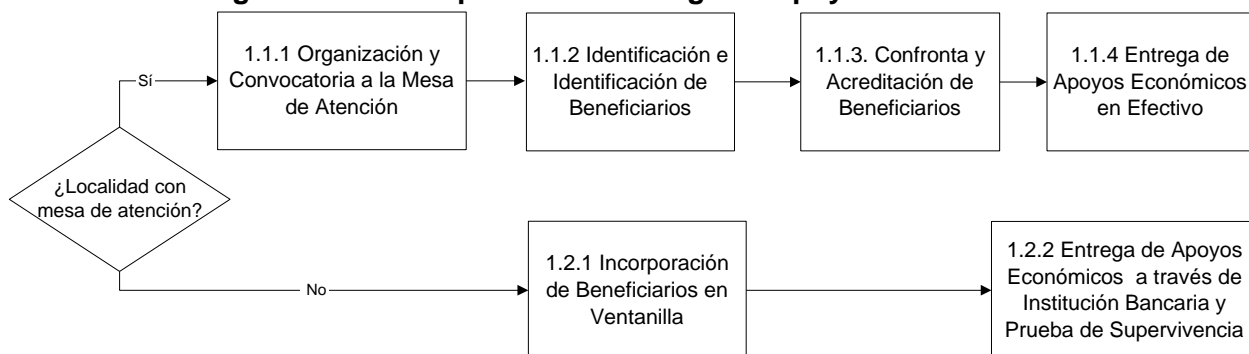 1.1.1 Organización y
Convocatoria a la Mesa
de Atención
1.1.2 Identificación e
Identificación de
Beneficiarios
1.1.3. Confronta y
Acreditación de
Beneficiarios
1.1.4 Entrega de
Apoyos Económicos
en Efectivo
Sí
¿Localidad con
mesa de atención?
No
1.2.1 Incorporación
de Beneficiarios en
Ventanilla
1.2.2 Entrega de Apoyos
Económicos a través de
Institución Bancaria y
Prueba de Supervivencia